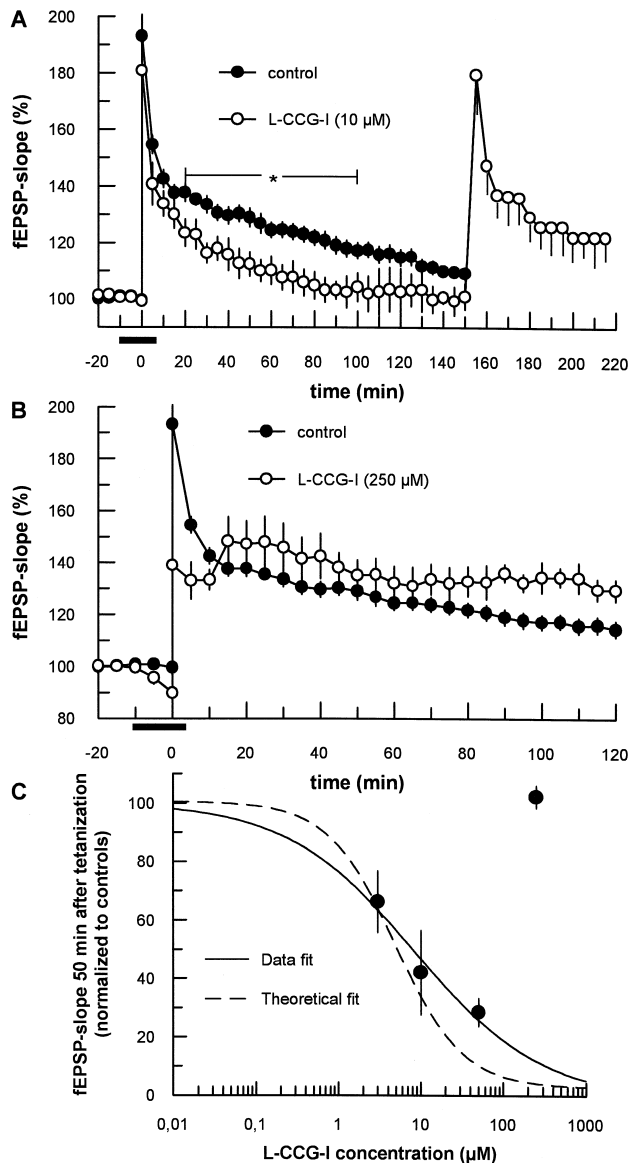 A
200
180
160
140
120
100
fEPSP-slope (%)
control
L-CCG-I (10 µM)
*
-20 0 20 40 60 80 100 120 140 160 180 200 220
time (min)
B
200
180
160
140
120
100
80
fEPSP-slope (%)
control
L-CCG-I (250 µM)
-20 0 20 40 60 80 100 120
time (min)
C
100
80
60
40
20
0
fEPSP-slope 50 min after tetanization
(normalized to controls)
Data fit
Theoretical fit
0,01 0,1 1 10 100 1000
L-CCG-I concentration (µM)